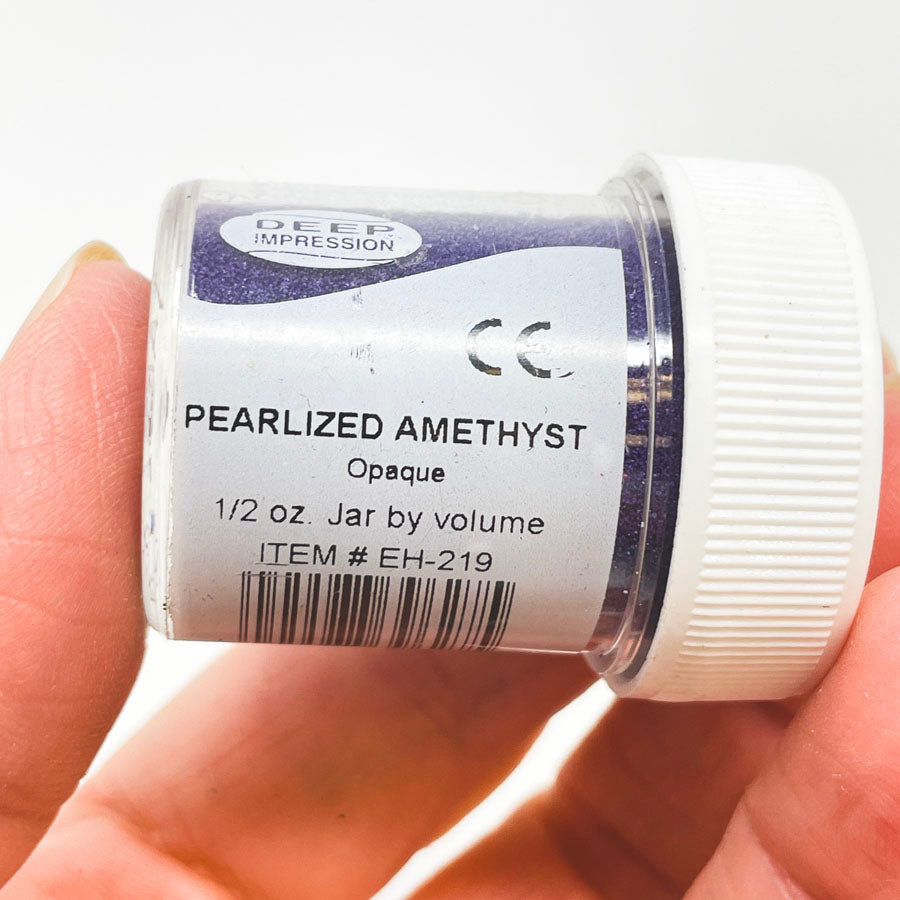 DEEP
IMPRESSION
CE
PEARLIZED AMETHYST
Opaque
1/2 oz. Jar by volume
ITEM # EH-219